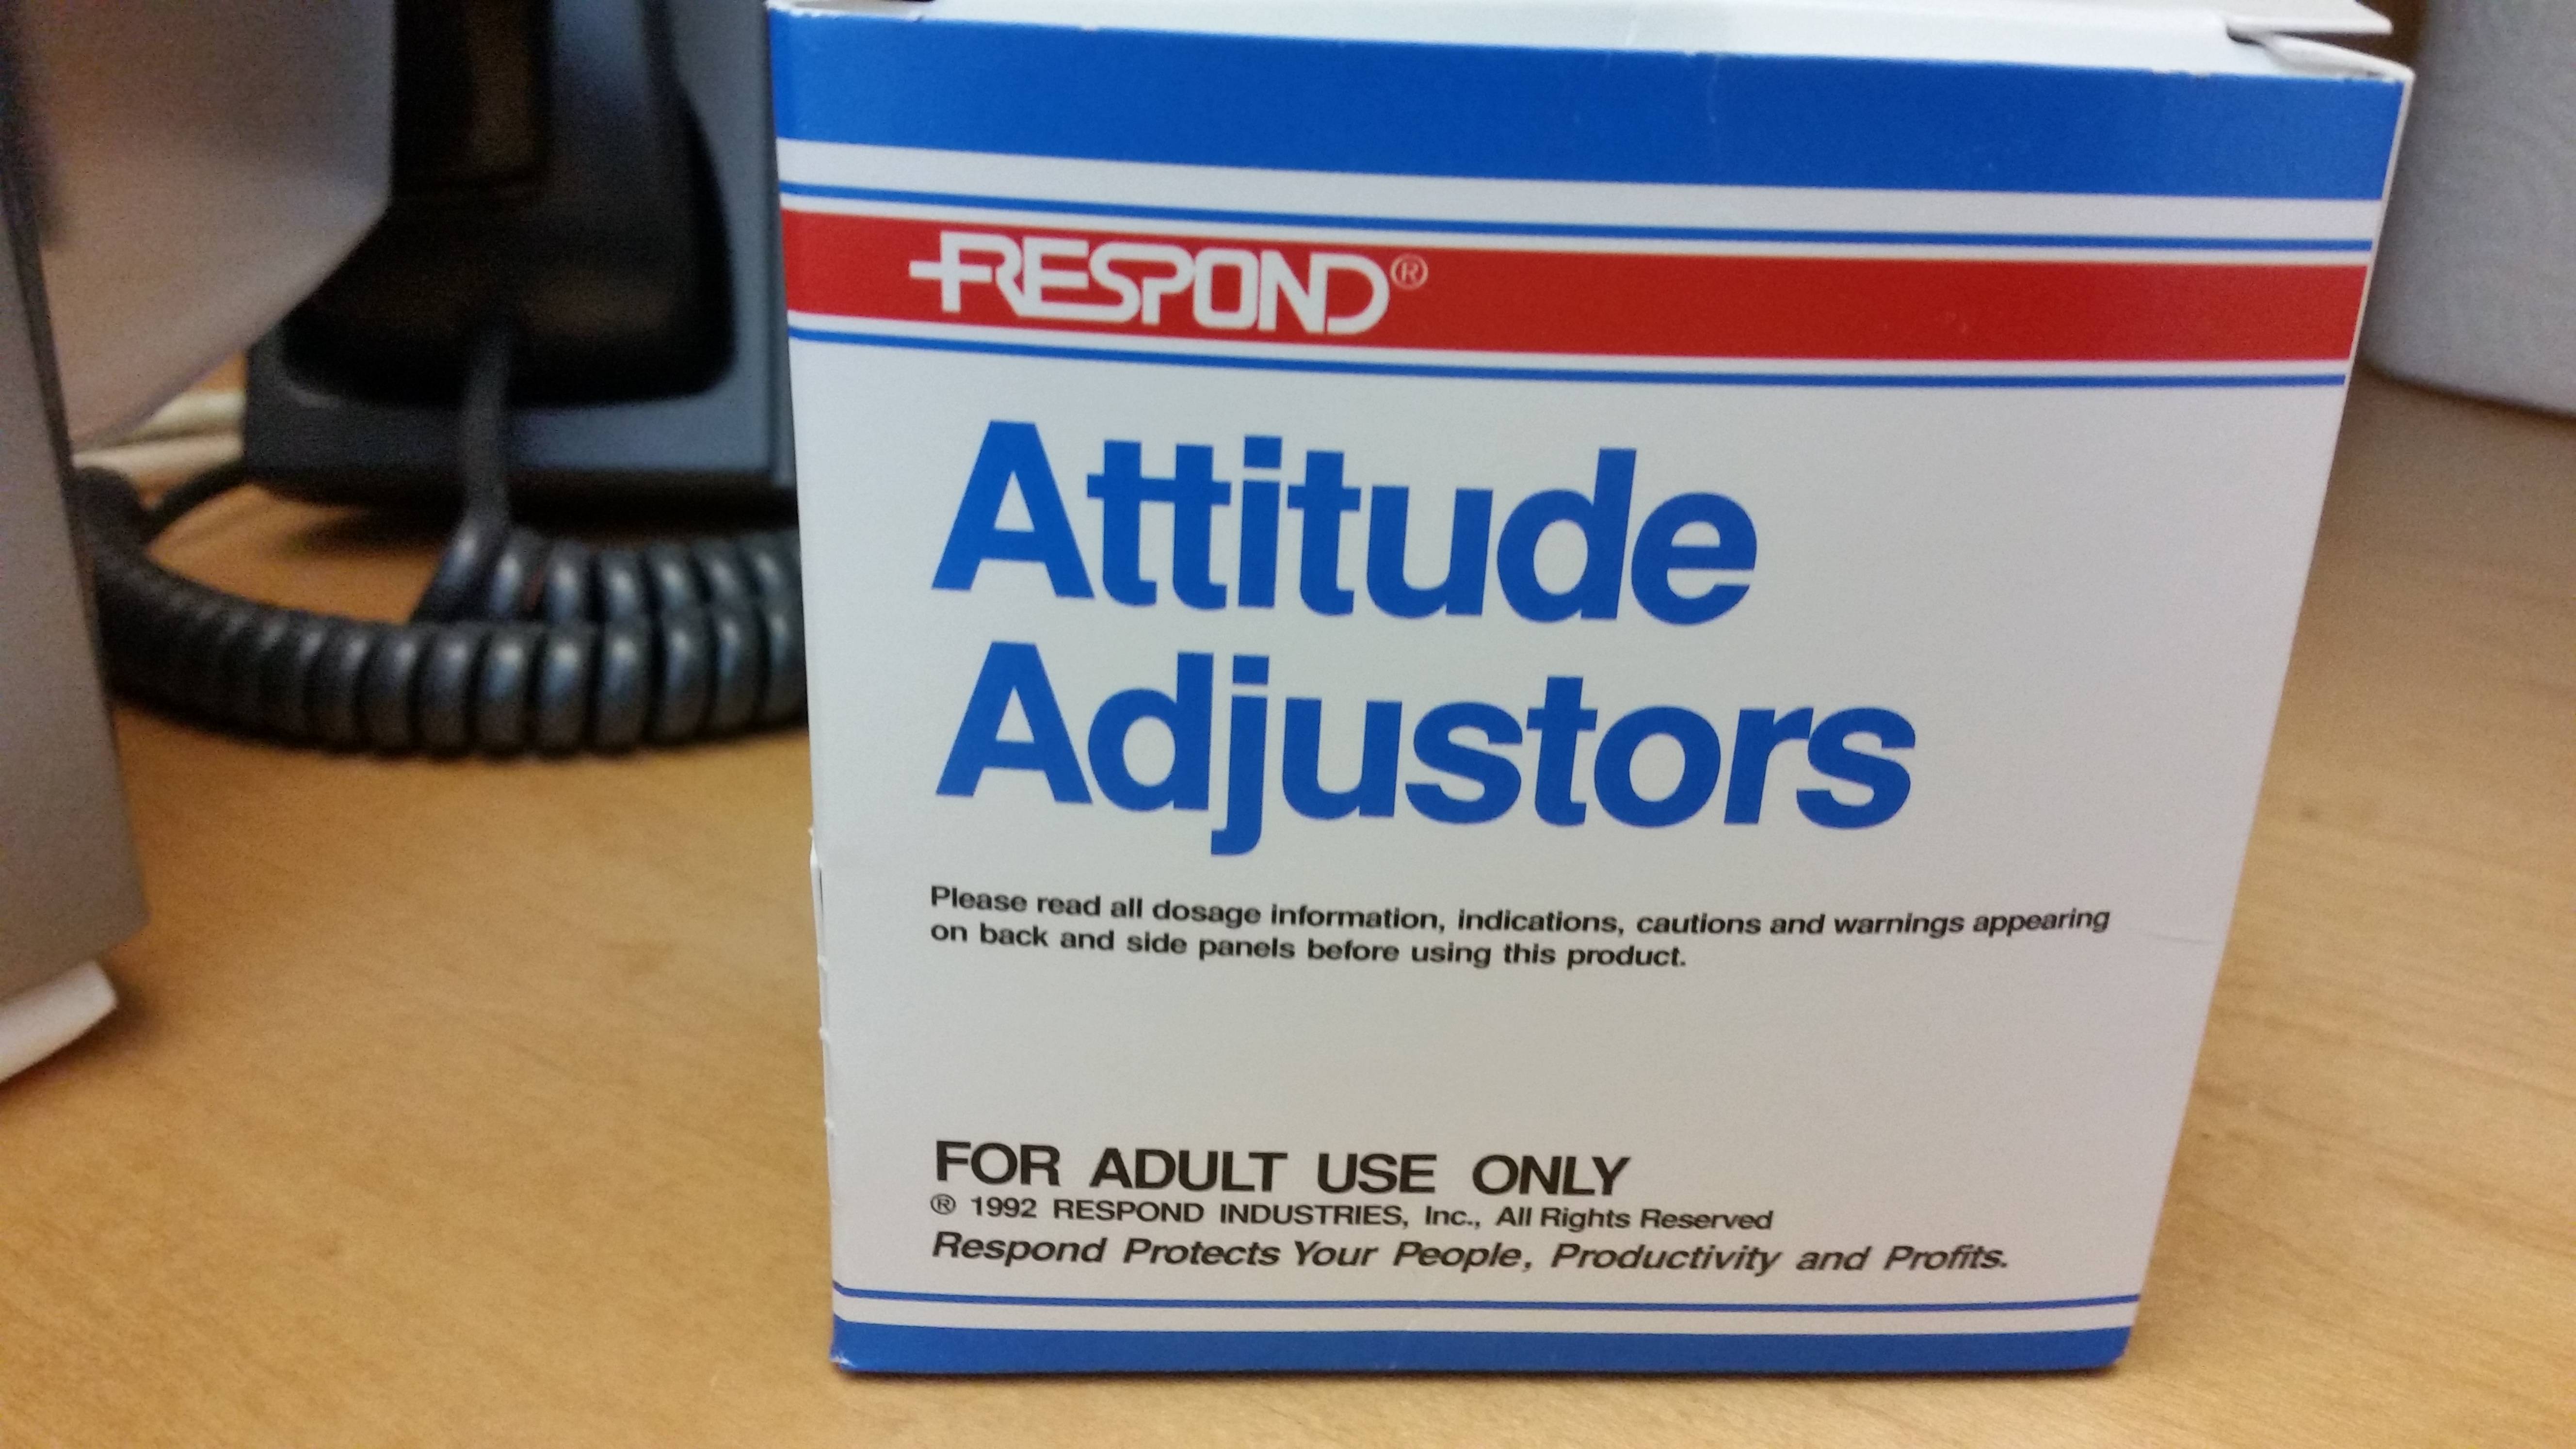 RESPOND®
Attitude
Adjustors
Please read all dosage information, indications, cautions and warnings appearing
on back and side panels before using this product.
FOR ADULT USE ONLY
® 1992 RESPOND INDUSTRIES, Inc., All Rights Reserved
Respond Protects Your People, Productivity and Profits.